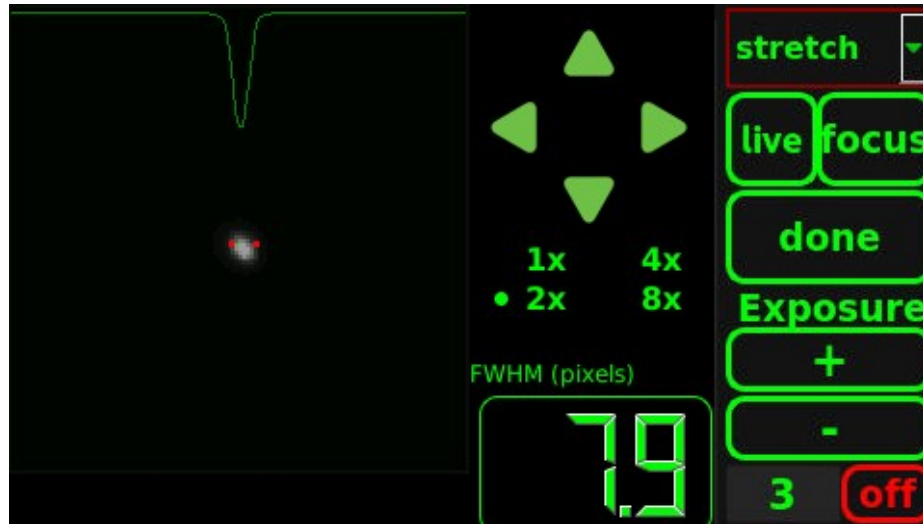 stretch
live focus
done
1x 4x
2x 8x
Exposure
+
-
FWHM (pixels)
7.9
3 off